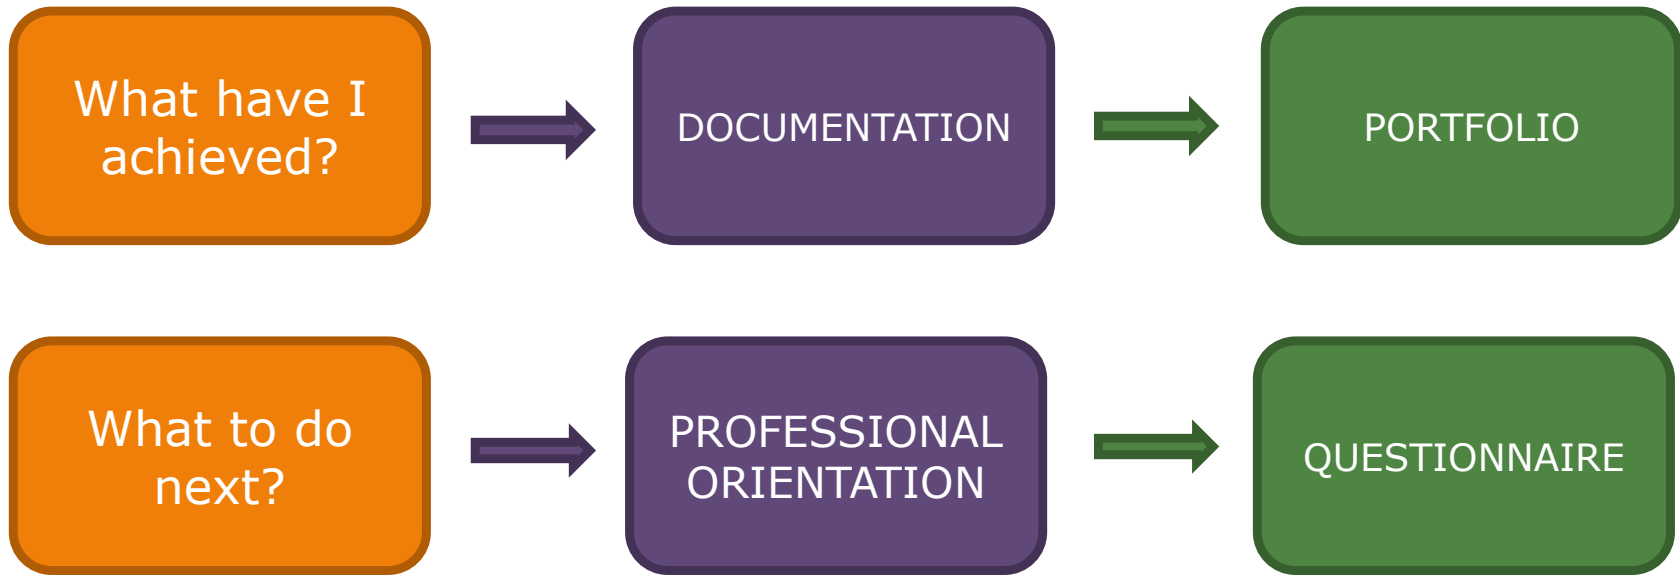 What have I
achieved?
DOCUMENTATION
PORTFOLIO
What to do
next?
PROFESSIONAL
ORIENTATION
QUESTIONNAIRE